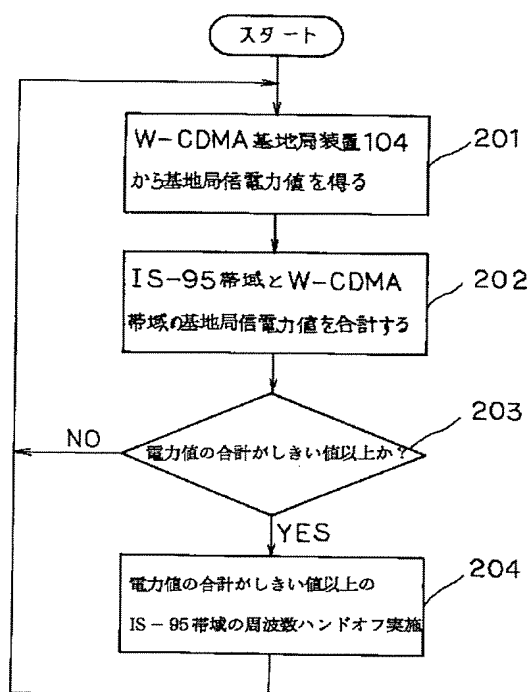 スタート
W-CDMA基地局装置104
から基地局信電力値を得る
201
IS-95帯域とW-CDMA
帯域の基地局信電力値を合計する
202
203
NO
電力値の合計がしきい値以上か?
YES
204
電力値の合計がしきい値以上の
IS-95帯域の周波数ハンドオフ実施